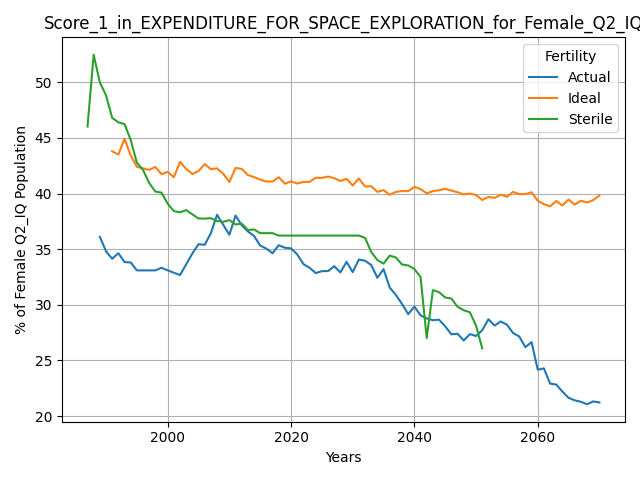 Score_1_in_EXPENDITURE_FOR_SPACE_EXPLORATION_for_Female_Q2_IQ
Fertility
Actual
Ideal
Sterile
50
45
40
35
30
25
20
% of Female Q2_IQ Population
2000 2020 2040 2060
Years